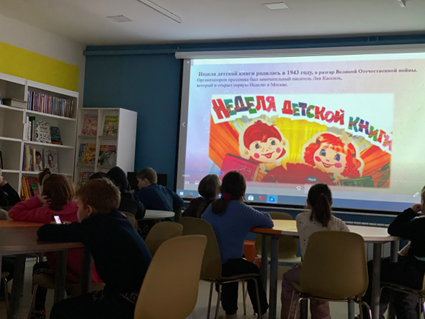 Неделя детской книги родилась в 1943 году, в разгар Великой Отечественной войны.
Организатором праздника был замечательный писатель Лев Кассиль,
который и открыл первую Неделю в Москве.
НЕДЕЛЯ ДЕТСКОЙ КНИГИ